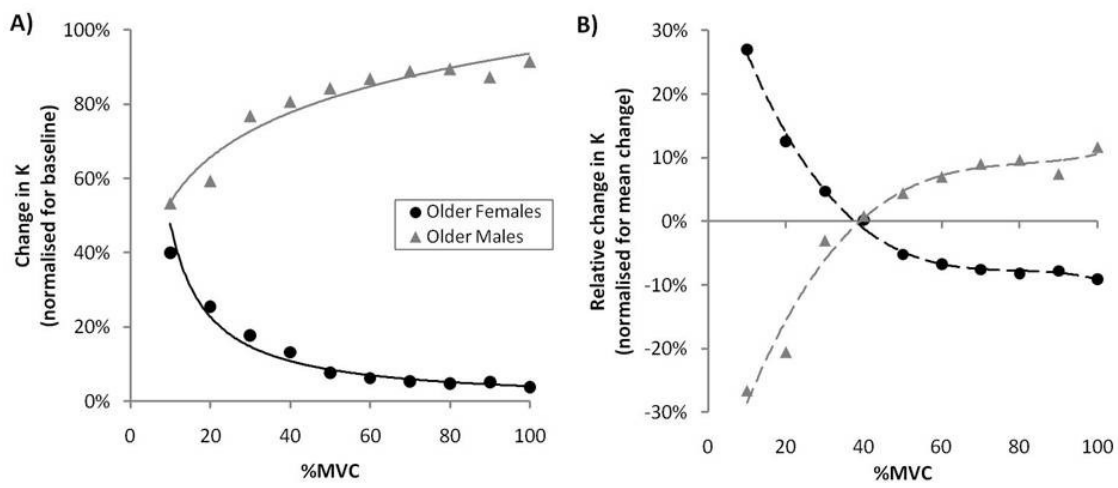 A)
Change in K
(normalised for baseline)
100%
80%
60%
40%
20%
0%
0 20 40 60 80 100
%MVC
Older Females
Older Males
B)
Relative change in K
(normalised for mean change)
30%
20%
10%
0%
-10%
-20%
-30%
0 20 40 60 80 100
%MVC